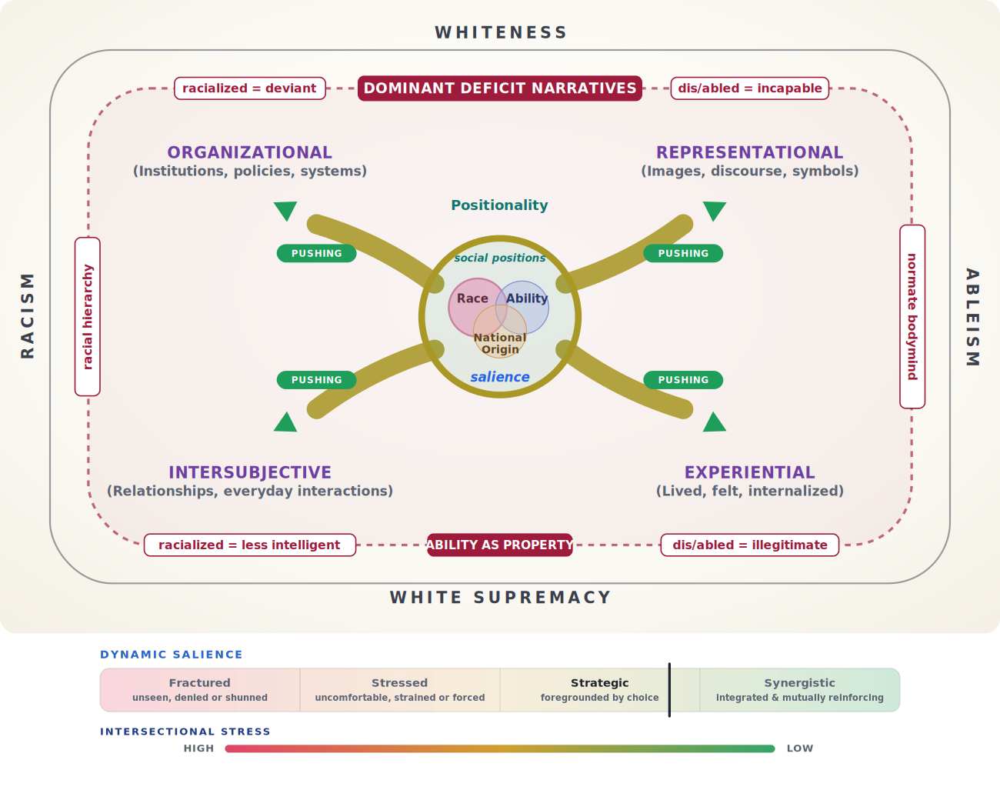 WHITENESS
racialized = deviant
DOMINANT DEFICIT NARRATIVES
dis/abled = incapable
ORGANIZATIONAL
(Institutions, policies, systems)
REPRESENTATIONAL
(Images, discourse, symbols)
Positionality
PUSHING
PUSHING
social positions
Race
Ability
National
Origin
salience
RACISM
racial hierarchy
normate bodymind
ABLEISM
PUSHING
PUSHING
INTERSUBJECTIVE
(Relationships, everyday interactions)
EXPERIENTIAL
(Lived, felt, internalized)
racialized = less intelligent
ABILITY AS PROPERTY
dis/abled = illegitimate
WHITE SUPREMACY
DYNAMIC SALIENCE
Fractured
unseen, denied or shunned
Stressed
uncomfortable, strained or forced
Strategic
foregrounded by choice
Synergistic
integrated & mutually reinforcing
INTERSECTIONAL STRESS
HIGH
LOW